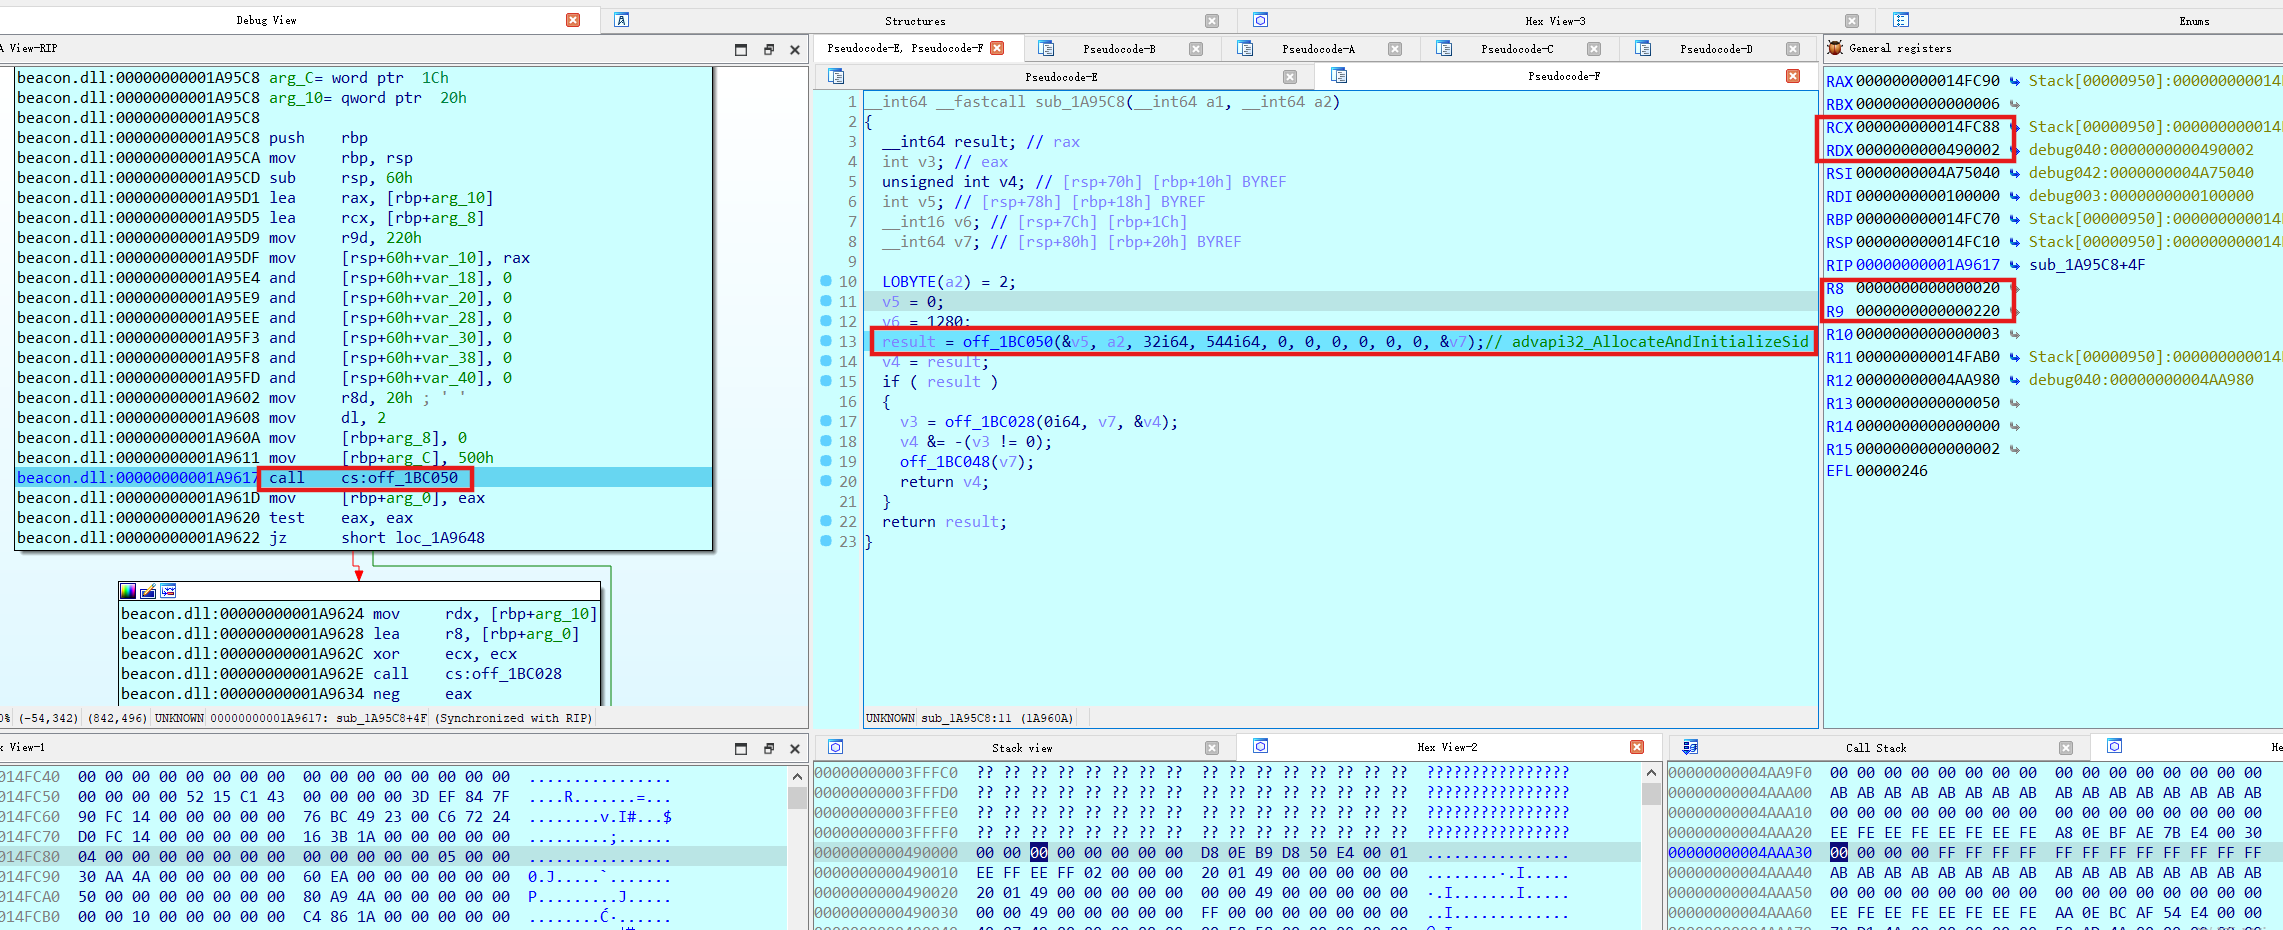 Debug View
Structures
Hex View-3
Enums
A View-RIP
Pseudocode-E, Pseudocode-F
Pseudocode-B
Pseudocode-A
Pseudocode-C
Pseudocode-D
General registers
Pseudocode-E
Pseudocode-F
beacon.dll:00000000001A95C8 arg_C= word ptr  1Ch
beacon.dll:00000000001A95C8 arg_10= qword ptr  20h
beacon.dll:00000000001A95C8
beacon.dll:00000000001A95C8 push    rbp
beacon.dll:00000000001A95CA mov     rbp, rsp
beacon.dll:00000000001A95CD sub     rsp, 60h
beacon.dll:00000000001A95D1 lea     rax, [rbp+arg_10]
beacon.dll:00000000001A95D5 lea     rcx, [rbp+arg_8]
beacon.dll:00000000001A95D9 mov     r9d, 220h
beacon.dll:00000000001A95DF mov     [rsp+60h+var_10], rax
beacon.dll:00000000001A95E4 and     [rsp+60h+var_18], 0
beacon.dll:00000000001A95E9 and     [rsp+60h+var_20], 0
beacon.dll:00000000001A95EE and     [rsp+60h+var_28], 0
beacon.dll:00000000001A95F3 and     [rsp+60h+var_30], 0
beacon.dll:00000000001A95F8 and     [rsp+60h+var_38], 0
beacon.dll:00000000001A95FD and     [rsp+60h+var_40], 0
beacon.dll:00000000001A9602 mov     r8d, 20h ; ' '
beacon.dll:00000000001A9608 mov     dl, 2
beacon.dll:00000000001A960A mov     [rbp+arg_8], 0
beacon.dll:00000000001A9611 mov     [rbp+arg_C], 500h
beacon.dll:00000000001A9617 call    cs:off_1BC050
beacon.dll:00000000001A961D mov     [rbp+arg_0], eax
beacon.dll:00000000001A9620 test    eax, eax
beacon.dll:00000000001A9622 jz      short loc_1A9648
beacon.dll:00000000001A9624 mov     rdx, [rbp+arg_10]
beacon.dll:00000000001A9628 lea     r8, [rbp+arg_0]
beacon.dll:00000000001A962C xor     ecx, ecx
beacon.dll:00000000001A962E call    cs:off_1BC028
beacon.dll:00000000001A9634 neg     eax
0% (-54,342) (842,496) UNKNOWN 00000000001A9617: sub_1A95C8+4F (Synchronized with RIP)
1 __int64 __fastcall sub_1A95C8(__int64 a1, __int64 a2)
2 {
3   __int64 result; // rax
4   int v3; // eax
5   unsigned int v4; // [rsp+70h] [rbp+10h] BYREF
6   int v5; // [rsp+78h] [rbp+18h] BYREF
7   __int16 v6; // [rsp+7Ch] [rbp+1Ch]
8   __int64 v7; // [rsp+80h] [rbp+20h] BYREF
9
10   LOBYTE(a2) = 2;
11   v5 = 0;
12   v6 = 1280;
13   result = off_1BC050(&v5, a2, 32i64, 544i64, 0, 0, 0, 0, 0, 0, &v7);// advapi32_AllocateAndInitializeSid
14   v4 = result;
15   if ( result )
16   {
17     v3 = off_1BC028(0i64, v7, &v4);
18     v4 &= -(v3 != 0);
19     off_1BC048(v7);
20     return v4;
21   }
22   return result;
23 }
UNKNOWN sub_1A95C8:11 (1A960A)
RAX 000000000014FC90 Stack[00000950]:000000000014
RBX 0000000000000006
RCX 000000000014FC88 Stack[00000950]:000000000014
RDX 0000000000490002 debug040:0000000000490002
RSI 0000000004A75040 debug042:0000000004A75040
RDI 0000000000100000 debug003:0000000000100000
RBP 000000000014FC70 Stack[00000950]:000000000014
RSP 000000000014FC10 Stack[00000950]:000000000014
RIP 00000000001A9617 sub_1A95C8+4F
R8 0000000000000020
R9 0000000000000220
R10 0000000000000003
R11 000000000014FAB0 Stack[00000950]:000000000014
R12 00000000004AA980 debug040:00000000004AA980
R13 0000000000000050
R14 0000000000000000
R15 0000000000000002
EFL 00000246
x View-1
014FC40 00 00 00 00 00 00 00 00  00 00 00 00 00 00 00 00 ................
014FC50 00 00 00 00 52 15 C1 43  00 00 00 00 3D EF 84 7F ....R.......=...
014FC60 90 FC 14 00 00 00 00 00  76 BC 49 23 00 C6 72 24 ........v.I#...$
014FC70 D0 FC 14 00 00 00 00 00  16 3B 1A 00 00 00 00 00 .........;......
014FC80 04 00 00 00 00 00 00 00  00 00 00 00 00 05 00 00 ................
014FC90 30 AA 4A 00 00 00 00 00  60 EA 00 00 00 00 00 00 0.J.....`.......
014FCA0 50 00 00 00 00 00 00 00  80 A9 4A 00 00 00 00 00 P.........J.....
014FCB0 00 00 10 00 00 00 00 00  C4 86 1A 00 00 00 00 00
Stack view
Hex View-2
00000000003FFFC0 ?? ?? ?? ?? ?? ?? ?? ??  ?? ?? ?? ?? ?? ?? ?? ?? ????????????????
00000000003FFFD0 ?? ?? ?? ?? ?? ?? ?? ??  ?? ?? ?? ?? ?? ?? ?? ?? ????????????????
00000000003FFFE0 ?? ?? ?? ?? ?? ?? ?? ??  ?? ?? ?? ?? ?? ?? ?? ?? ????????????????
00000000003FFFF0 ?? ?? ?? ?? ?? ?? ?? ??  ?? ?? ?? ?? ?? ?? ?? ?? ????????????????
0000000000490000 00 00 00 00 00 00 00 00  D8 0E B9 D8 50 E4 00 01 ................
0000000000490010 EE FF EE FF 02 00 00 00  20 01 49 00 00 00 00 00 ..........I.....
0000000000490020 20 01 49 00 00 00 00 00  00 00 49 00 00 00 00 00 ..I.......I.....
0000000000490030 00 00 49 00 00 00 00 00  FF 00 00 00 00 00 00 00 ..I.............
Call Stack
He
00000000004AA9F0 00 00 00 00 00 00 00 00  00 00 00 00 00 00 00 00
00000000004AAA00 AB AB AB AB AB AB AB AB  AB AB AB AB AB AB AB AB
00000000004AAA10 00 00 00 00 00 00 00 00  00 00 00 00 00 00 00 00
00000000004AAA20 EE FE EE FE EE FE EE FE  A8 0E BF AE 7B E4 00 30
00000000004AAA30 00 00 00 00 FF FF FF FF  FF FF FF FF FF FF FF FF
00000000004AAA40 AB AB AB AB AB AB AB AB  AB AB AB AB AB AB AB AB
00000000004AAA50 00 00 00 00 00 00 00 00  00 00 00 00 00 00 00 00
00000000004AAA60 EE FE EE FE EE FE EE FE  AA 0E BC AF 54 E4 00 00